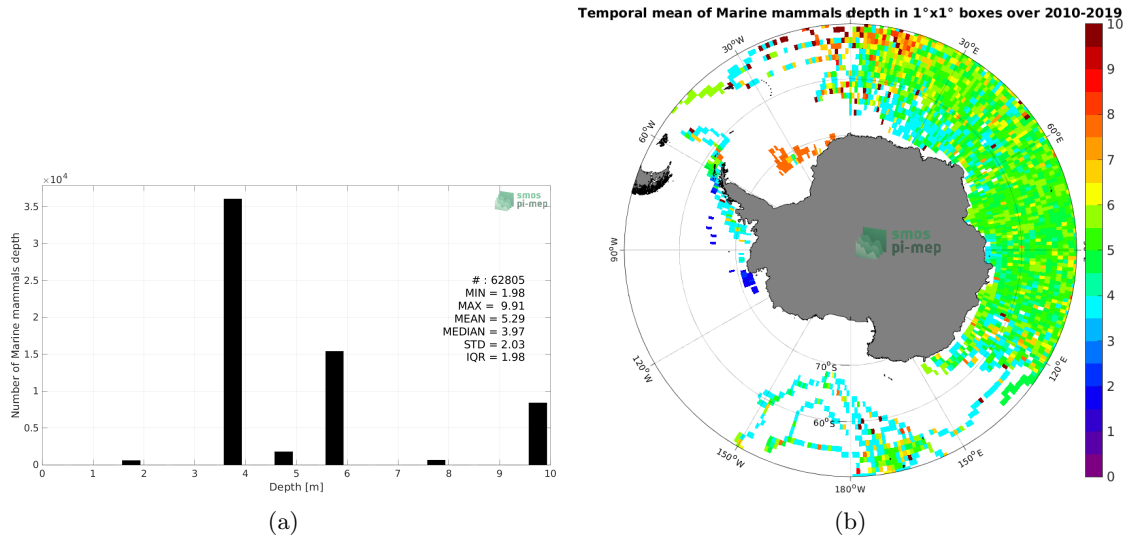 Temporal mean of Marine mammals depth in 1°x1° boxes over 2010-2019
×10⁴
3.5
3
2.5
2
1.5
1
0.5
0
Number of Marine mammals depth
smos
pi-mep
# : 62805
MIN = 1.98
MAX = 9.91
MEAN = 5.29
MEDIAN = 3.97
STD = 2.03
IQR = 1.98
0 1 2 3 4 5 6 7 8 9 10
Depth [m]
(a)
30°W
30°E
60°W
60°E
90°W
120°W
120°E
150°W
150°E
180°W
70°S
60°S
smos
pi-mep
10
9
8
7
6
5
4
3
2
1
0
(b)